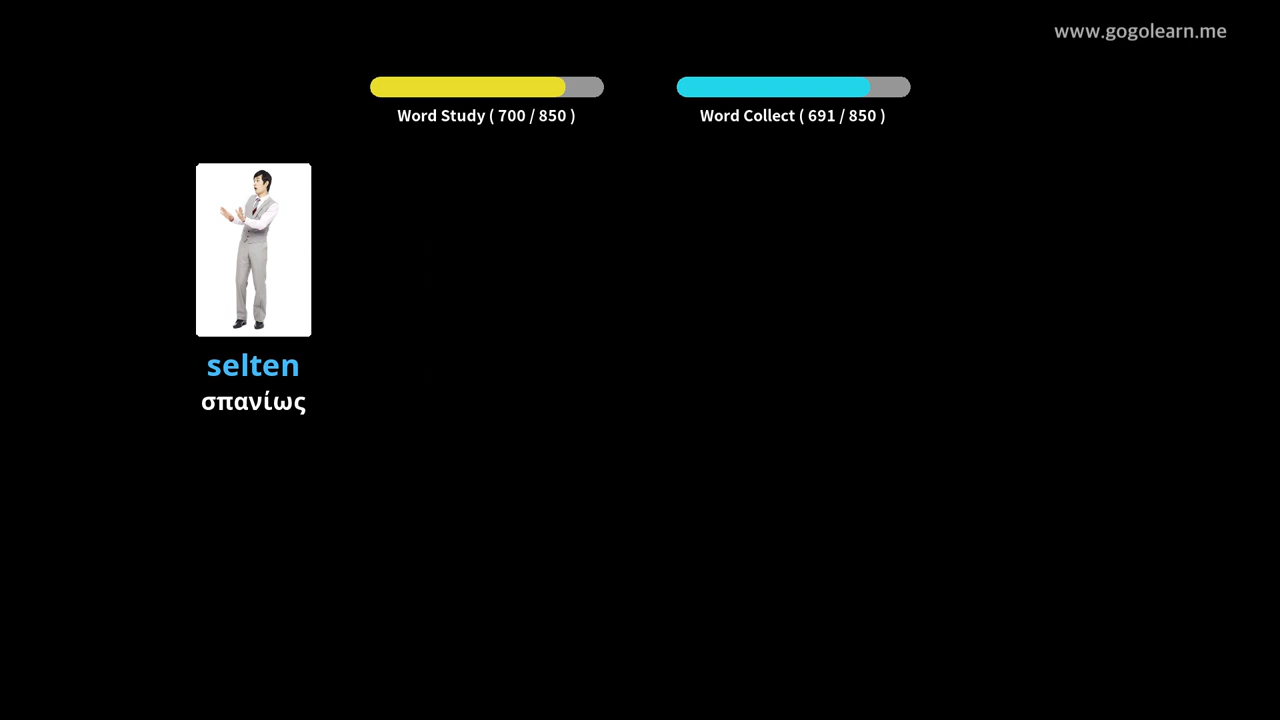 www.gogolearn.me
Word Study ( 700 / 850 )
Word Collect ( 691 / 850 )
selten
σπανίως